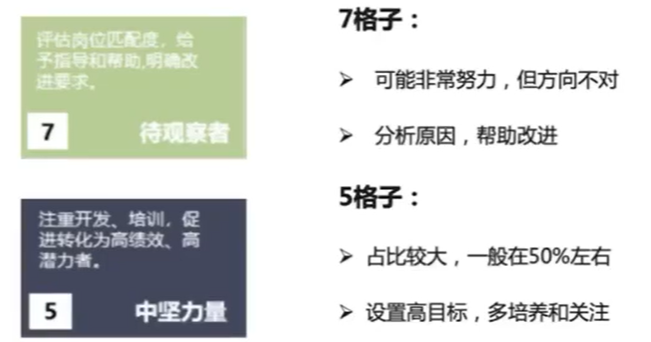 评估岗位匹配度，给
予指导和帮助,明确改
进要求。
7
待观察者
7格子：
➢ 可能非常努力，但方向不对
➢ 分析原因，帮助改进
注重开发、培训，促
进转化为高绩效、高
潜力者。
5
中坚力量
5格子：
➢ 占比较大，一般在50%左右
➢ 设置高目标，多培养和关注